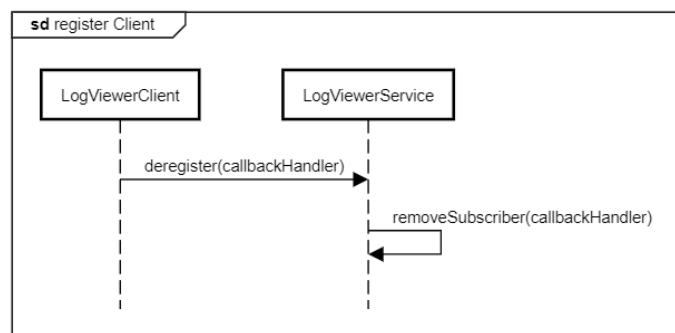 sd register Client
LogViewerClient
LogViewerService
deregister(callbackHandler)
removeSubscriber(callbackHandler)